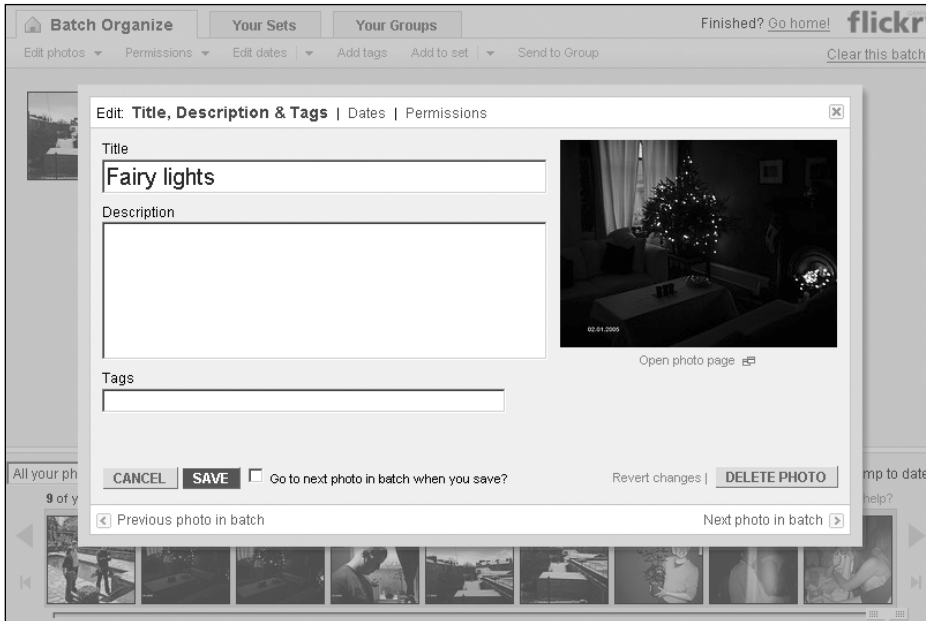 Batch Organize Your Sets Your Groups Finished? Go home! flickr
Edit photos Permissions Edit dates Add tags Add to set Send to Group Clear this batch
Edit: Title, Description & Tags | Dates | Permissions
Title
Fairy lights
Description
02.01.2005
Open photo page
Tags
All your ph
mp to date
CANCEL SAVE Go to next photo in batch when you save? Revert changes | DELETE PHOTO
9 of y
help?
Previous photo in batch Next photo in batch